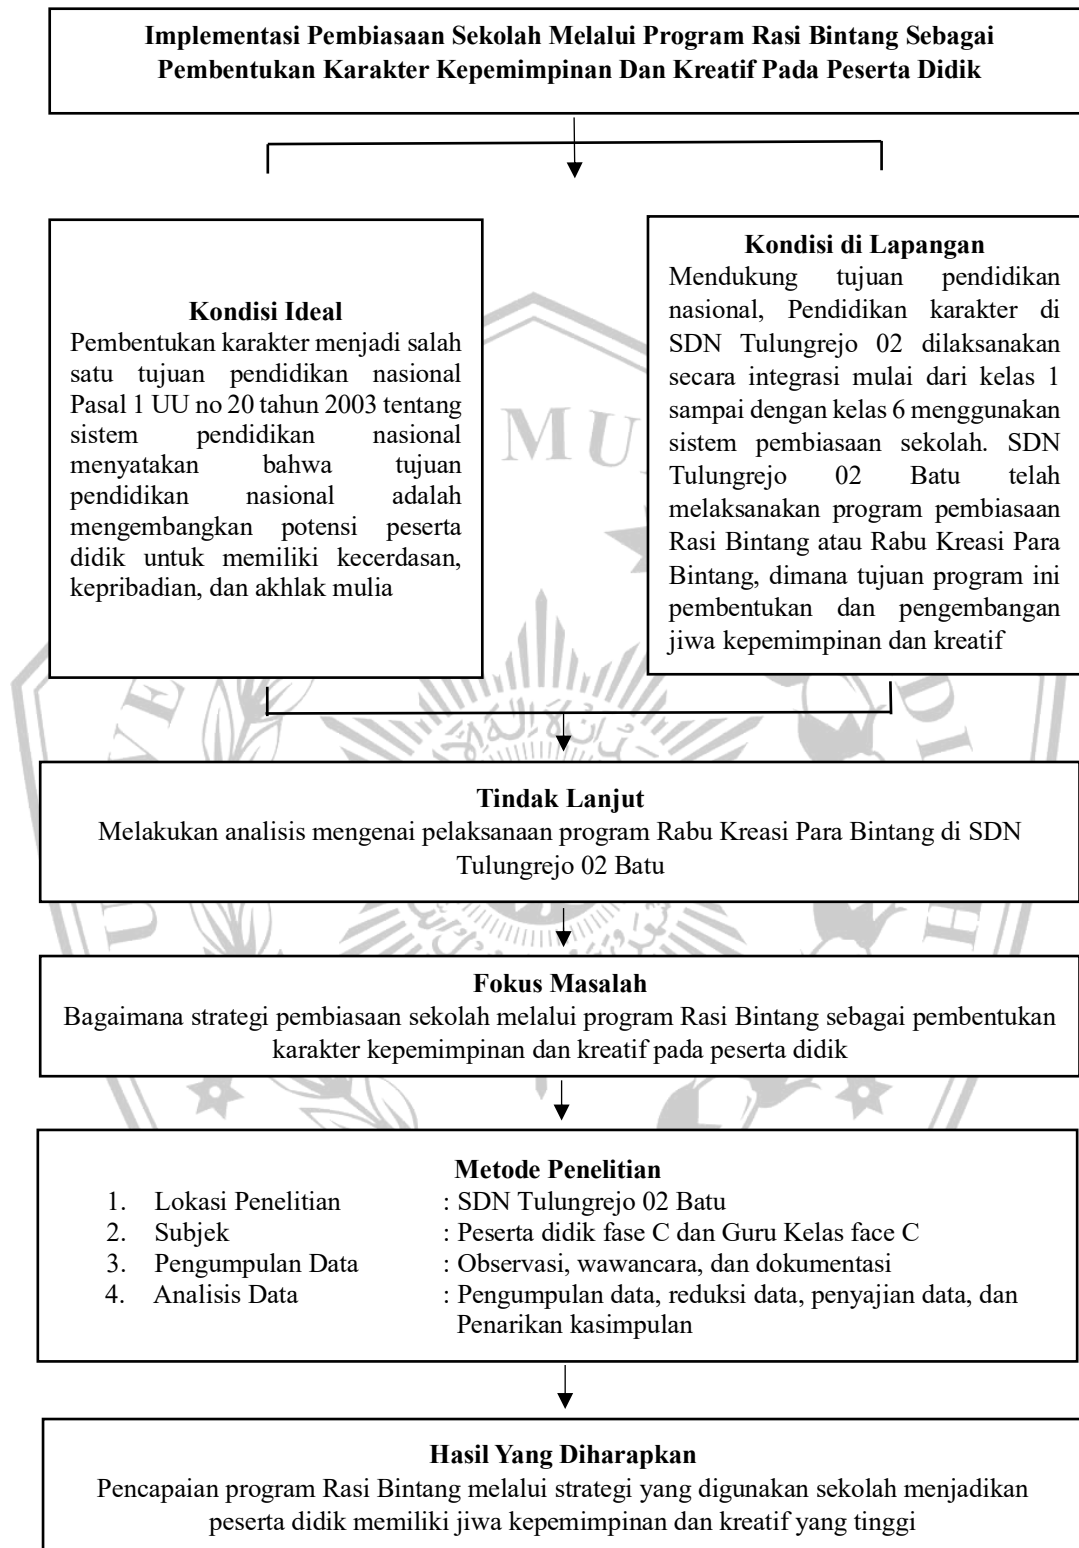 Implementasi Pembiasaan Sekolah Melalui Program Rasi Bintang Sebagai
Pembentukan Karakter Kepemimpinan Dan Kreatif Pada Peserta Didik
Kondisi Ideal
Pembentukan karakter menjadi salah
satu tujuan pendidikan nasional
Pasal 1 UU no 20 tahun 2003 tentang
sistem pendidikan nasional
menyatakan bahwa tujuan
pendidikan nasional adalah
mengembangkan potensi peserta
didik untuk memiliki kecerdasan,
kepribadian, dan akhlak mulia
Kondisi di Lapangan
Mendukung tujuan pendidikan
nasional, Pendidikan karakter di
SDN Tulungrejo 02 dilaksanakan
secara integrasi mulai dari kelas 1
sampai dengan kelas 6 menggunakan
sistem pembiasaan sekolah. SDN
Tulungrejo 02 Batu telah
melaksanakan program pembiasaan
Rasi Bintang atau Rabu Kreasi Para
Bintang, dimana tujuan program ini
pembentukan dan pengembangan
jiwa kepemimpinan dan kreatif
Tindak Lanjut
Melakukan analisis mengenai pelaksanaan program Rabu Kreasi Para Bintang di SDN
Tulungrejo 02 Batu
Fokus Masalah
Bagaimana strategi pembiasaan sekolah melalui program Rasi Bintang sebagai pembentukan
karakter kepemimpinan dan kreatif pada peserta didik
Metode Penelitian
1. Lokasi Penelitian : SDN Tulungrejo 02 Batu
2. Subjek : Peserta didik fase C dan Guru Kelas face C
3. Pengumpulan Data : Observasi, wawancara, dan dokumentasi
4. Analisis Data : Pengumpulan data, reduksi data, penyajian data, dan
Penarikan kasimpulan
Hasil Yang Diharapkan
Pencapaian program Rasi Bintang melalui strategi yang digunakan sekolah menjadikan
peserta didik memiliki jiwa kepemimpinan dan kreatif yang tinggi